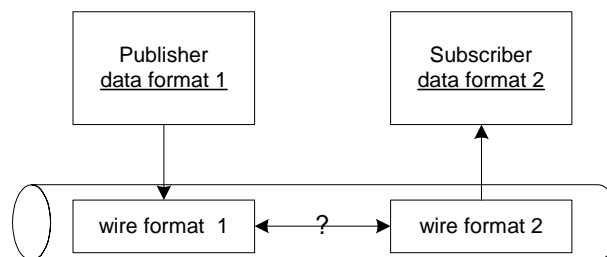 Publisher
data format 1
Subscriber
data format 2
wire format 1
?
wire format 2